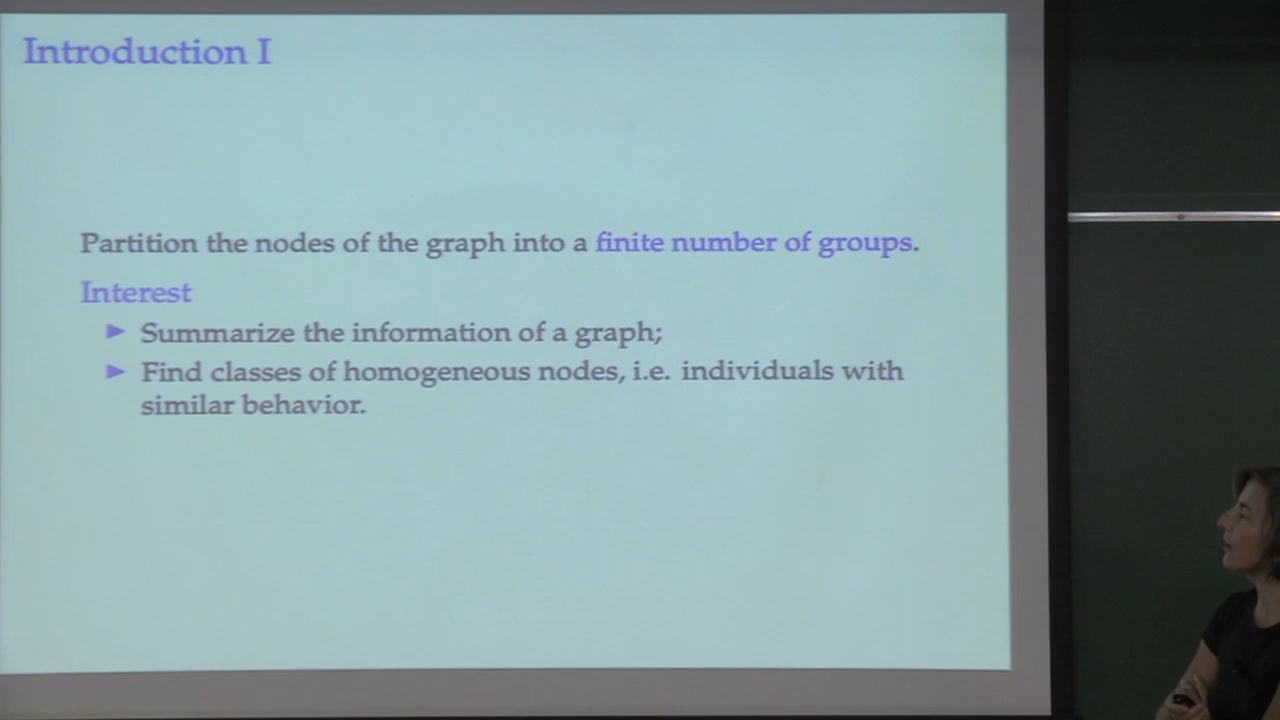 Introduction I
Partition the nodes of the graph into a finite number of groups.
Interest
▶ Summarize the information of a graph;
▶ Find classes of homogeneous nodes, i.e. individuals with
similar behavior.